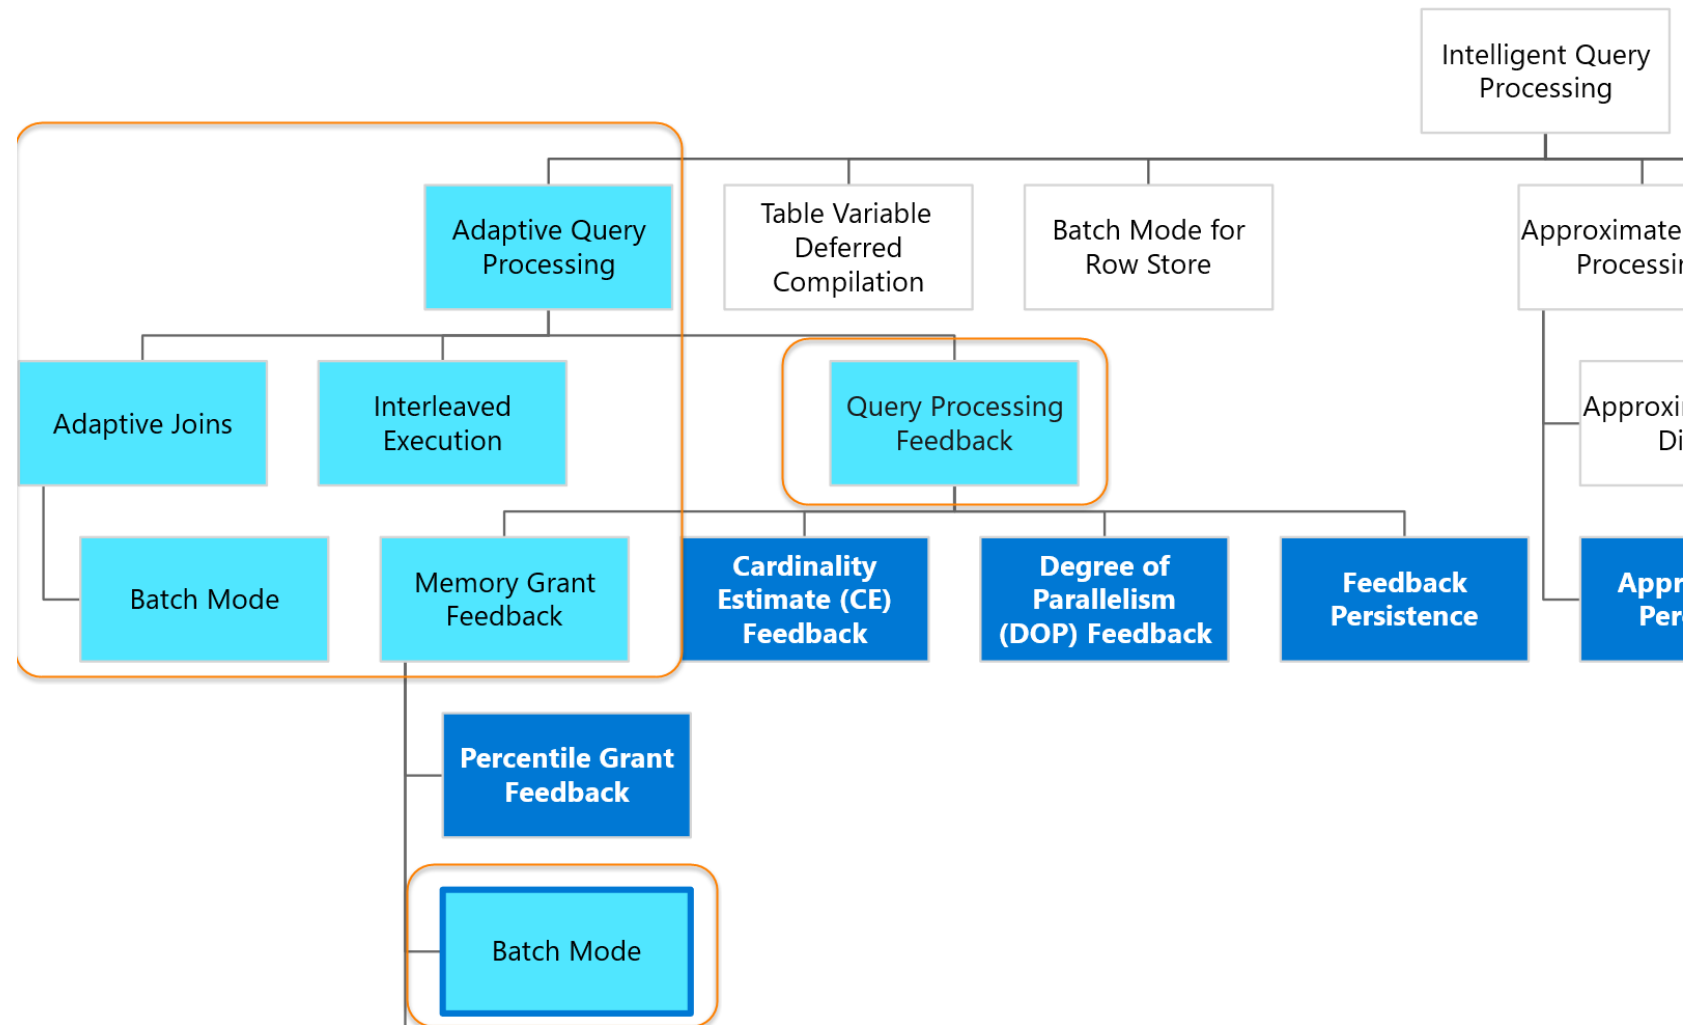 Intelligent Query
Processing
Adaptive Query
Processing
Table Variable
Deferred
Compilation
Batch Mode for
Row Store
Approximate
Adaptive Joins
Interleaved
Execution
Query Processing
Feedback
Batch Mode
Memory Grant
Feedback
Cardinality
Estimate (CE)
Feedback
Degree of
Parallelism
(DOP) Feedback
Feedback
Persistence
Percentile Grant
Feedback
Batch Mode